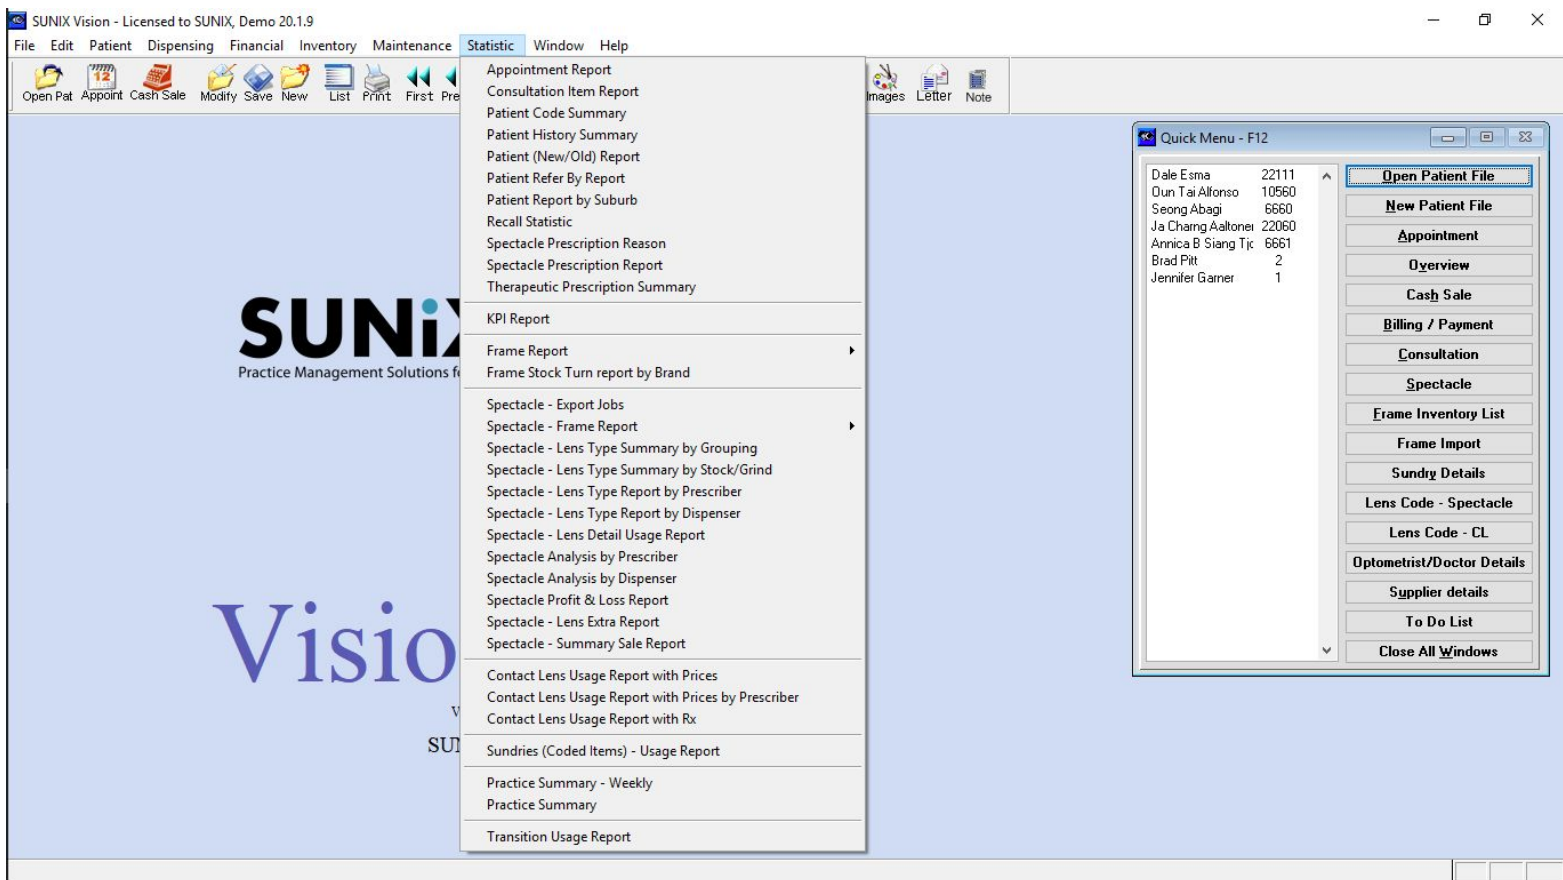 SUNIX Vision - Licensed to SUNIX, Demo 20.1.9
File Edit Patient Dispensing Financial Inventory Maintenance Statistic Window Help
Open Pat Appoint Cash Sale Modify Save New List Print First Pre
Images Letter Note
12
Appointment Report
Consultation Item Report
Patient Code Summary
Patient History Summary
Patient (New/Old) Report
Patient Refer By Report
Patient Report by Suburb
Recall Statistic
Spectacle Prescription Reason
Spectacle Prescription Report
Therapeutic Prescription Summary
KPI Report
Frame Report
Frame Stock Turn report by Brand
Spectacle - Export Jobs
Spectacle - Frame Report
Spectacle - Lens Type Summary by Grouping
Spectacle - Lens Type Summary by Stock/Grind
Spectacle - Lens Type Report by Prescriber
Spectacle - Lens Type Report by Dispenser
Spectacle - Lens Detail Usage Report
Spectacle Analysis by Prescriber
Spectacle Analysis by Dispenser
Spectacle Profit & Loss Report
Spectacle - Lens Extra Report
Spectacle - Summary Sale Report
Contact Lens Usage Report with Prices
Contact Lens Usage Report with Prices by Prescriber
Contact Lens Usage Report with Rx
Sundries (Coded Items) - Usage Report
Practice Summary - Weekly
Practice Summary
Transition Usage Report
SUNiX
Practice Management Solutions f
Visio
V
SUN
Quick Menu - F12
Dale Esma 22111
Oun Tai Alfonso 10560
Seong Abagi 6660
Ja Charng Aaltoner 22060
Annica B Siang Tjc 6661
Brad Pitt 2
Jennifer Garner 1
Open Patient File
New Patient File
Appointment
Overview
Cash Sale
Billing / Payment
Consultation
Spectacle
Frame Inventory List
Frame Import
Sundry Details
Lens Code - Spectacle
Lens Code - CL
Optometrist/Doctor Details
Supplier details
To Do List
Close All Windows